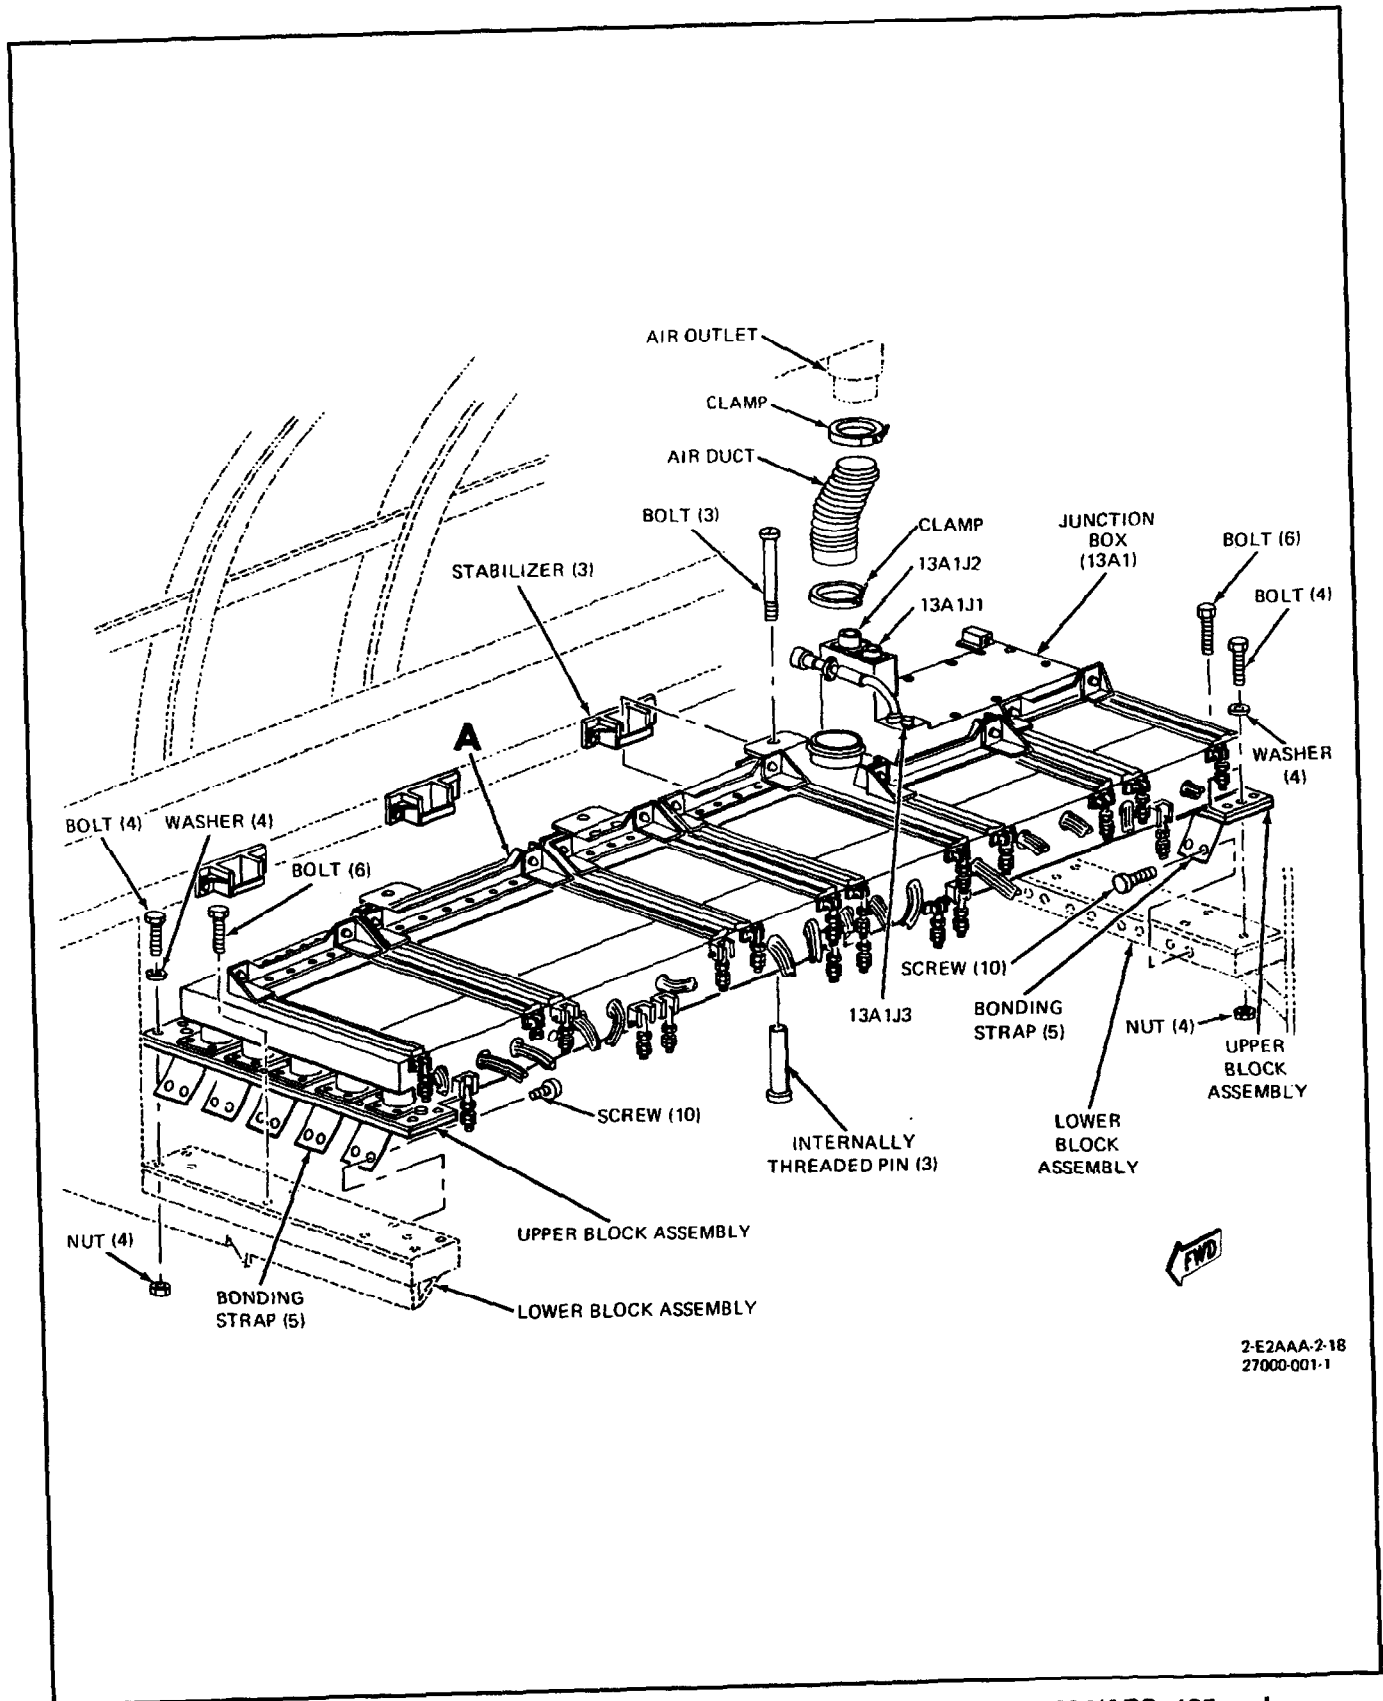 AIR OUTLET
CLAMP
AIR DUCT
BOLT (3)
CLAMP
JUNCTION
BOX
(13A1)
BOLT (6)
STABILIZER (3)
13A1J2
BOLT (4)
13A1J1
A
WASHER
(4)
BOLT (4)
WASHER (4)
BOLT (6)
SCREW (10)
13A1J3
BONDING
STRAP (5)
NUT (4)
UPPER
BLOCK
ASSEMBLY
SCREW (10)
INTERNALLY
THREADED PIN (3)
LOWER
BLOCK
ASSEMBLY
UPPER BLOCK ASSEMBLY
NUT (4)
FWD
BONDING
STRAP (5)
LOWER BLOCK ASSEMBLY
2-E2AAA-2-18
27000-001-1